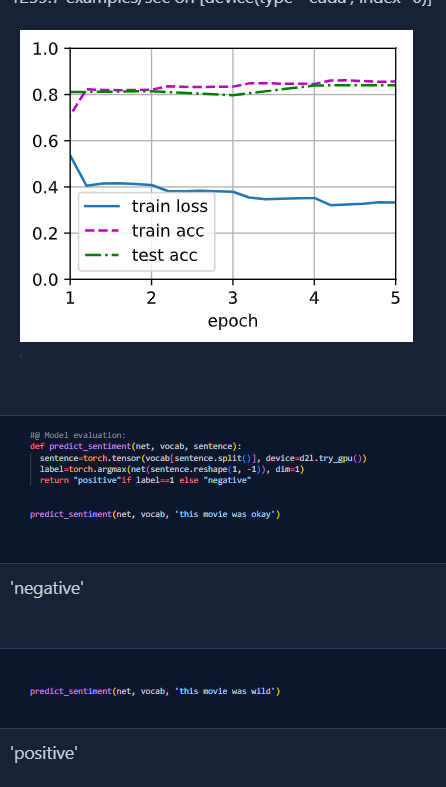 1259.7 examples/sec on [device(type='cuda', index=0)]
1.0
0.8
0.6
0.4
0.2
0.0
train loss
train acc
test acc
1 2 3 4 5
epoch
#@ Model evaluation:
def predict_sentiment(net, vocab, sentence):
sentence=torch.tensor(vocab[sentence.split()], device=d2l.try_gpu())
label=torch.argmax(net(sentence.reshape(1, -1)), dim=1)
return "positive"if label==1 else "negative"
predict_sentiment(net, vocab, 'this movie was okay')
'negative'
predict_sentiment(net, vocab, 'this movie was wild')
'positive'